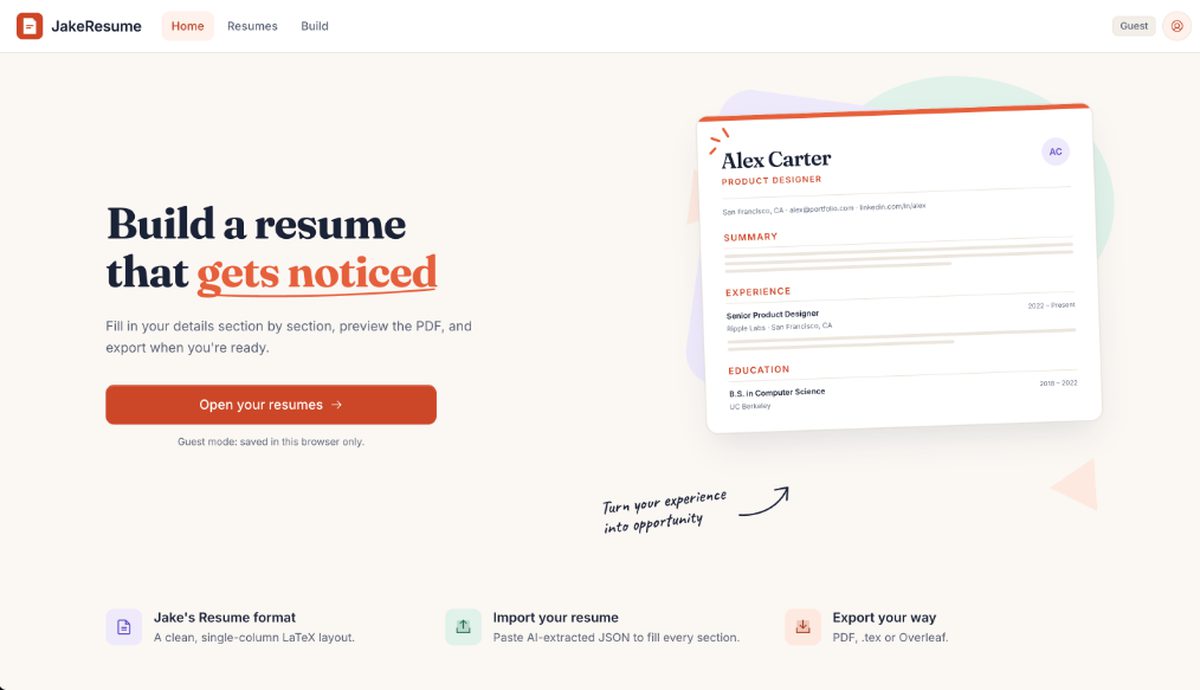 JakeResume
Home
Resumes
Build
Guest
Build a resume
that gets noticed
Fill in your details section by section, preview the PDF, and
export when you're ready.
Open your resumes →
Guest mode: saved in this browser only.
Alex Carter
AC
PRODUCT DESIGNER
San Francisco, CA · alex@portfolio.com · linkedin.com/in/alex
SUMMARY
EXPERIENCE
Senior Product Designer
2022 – Present
Ripple Labs · San Francisco, CA
EDUCATION
B.S. in Computer Science
2018 – 2022
UC Berkeley
Turn your experience
into opportunity
Jake's Resume format
A clean, single-column LaTeX layout.
Import your resume
Paste AI-extracted JSON to fill every section.
Export your way
PDF, .tex or Overleaf.